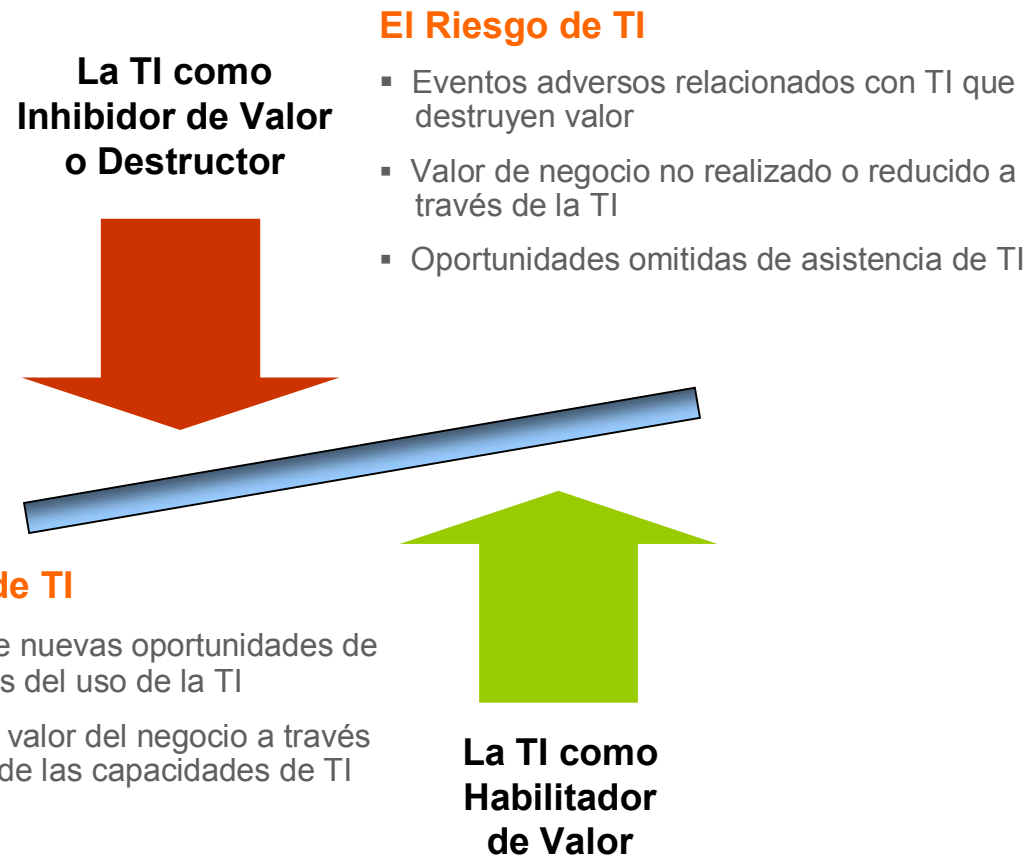 El Riesgo de TI
La TI como
Inhibidor de Valor
o Destructor
▪ Eventos adversos relacionados con TI que
destruyen valor
▪ Valor de negocio no realizado o reducido a
través de la TI
▪ Oportunidades omitidas de asistencia de TI
de TI
e nuevas oportunidades de
s del uso de la TI
valor del negocio a través
de las capacidades de TI
La TI como
Habilitador
de Valor